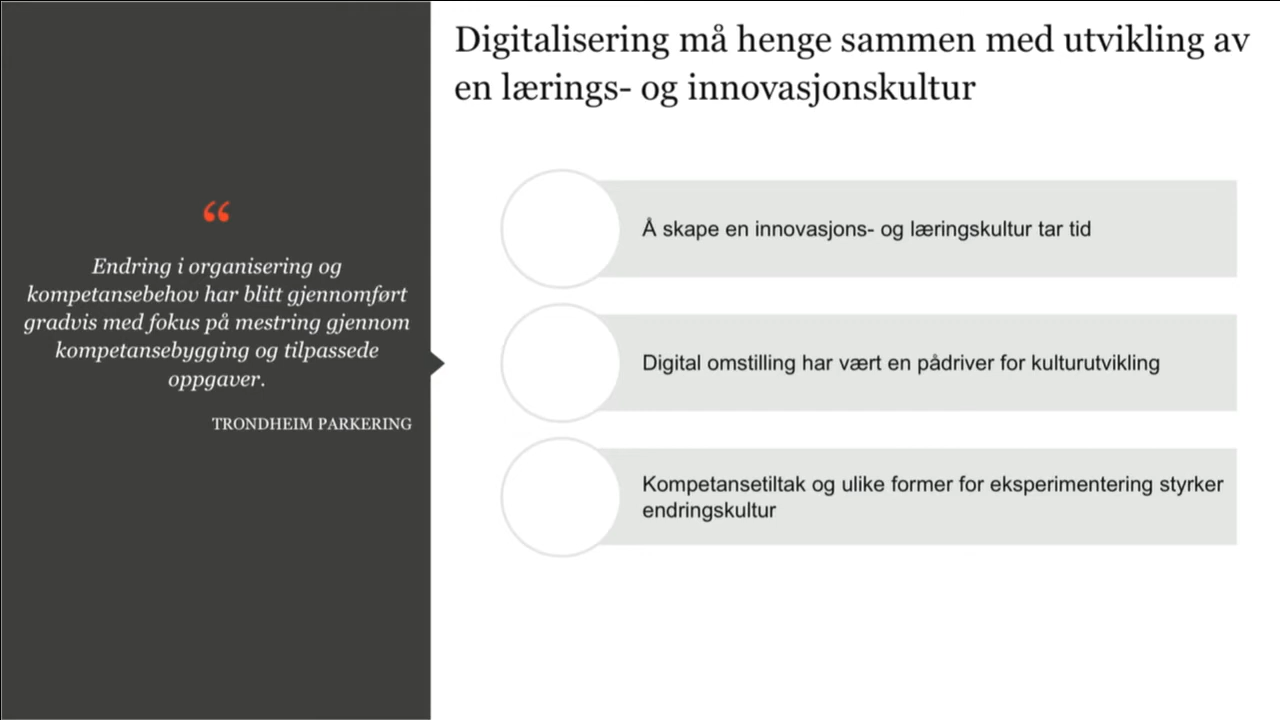 Digitalisering må henge sammen med utvikling av
en lærings- og innovasjonskultur
“
Endring i organisering og
kompetansebehov har blitt gjennomført
gradvis med fokus på mestring gjennom
kompetansebygging og tilpassede
oppgaver.
TRONDHEIM PARKERING
Å skape en innovasjons- og læringskultur tar tid
Digital omstilling har vært en pådriver for kulturutvikling
Kompetansetiltak og ulike former for eksperimentering styrker
endringskultur